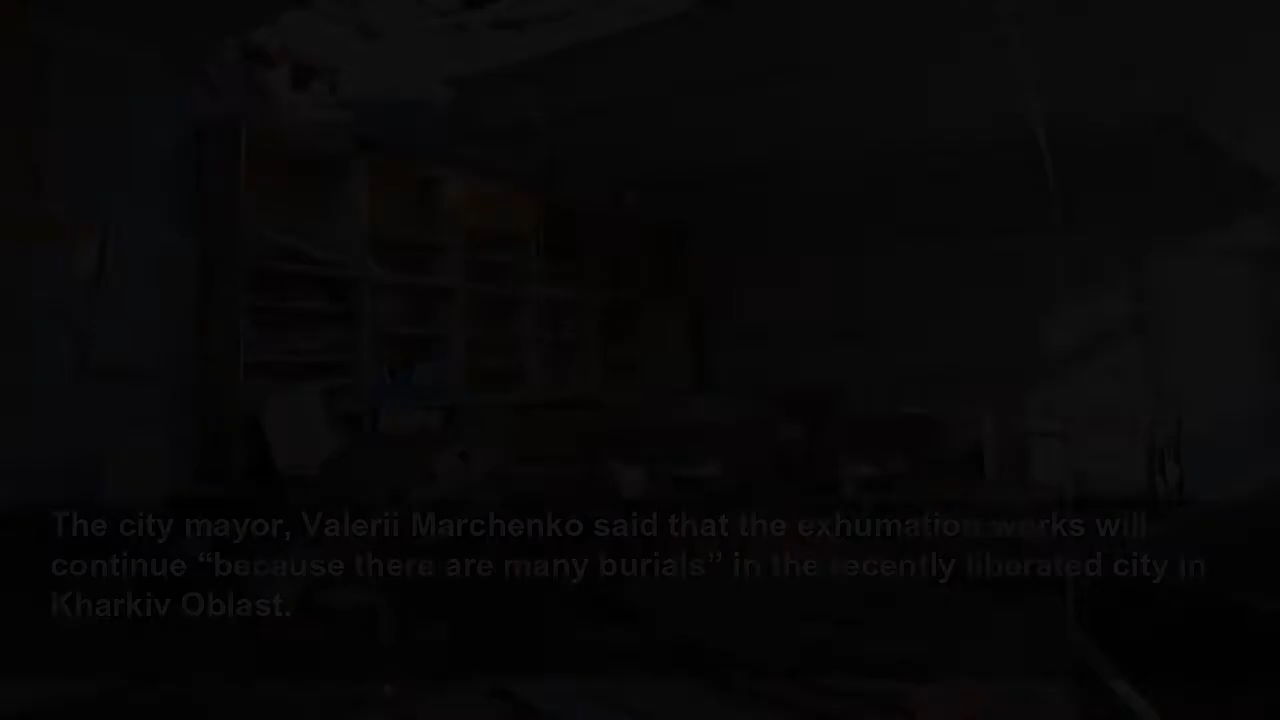 The city mayor, Valerii Marchenko said that the exhumation works will
continue “because there are many burials” in the recently liborated city in
Kharkiv Oblast.